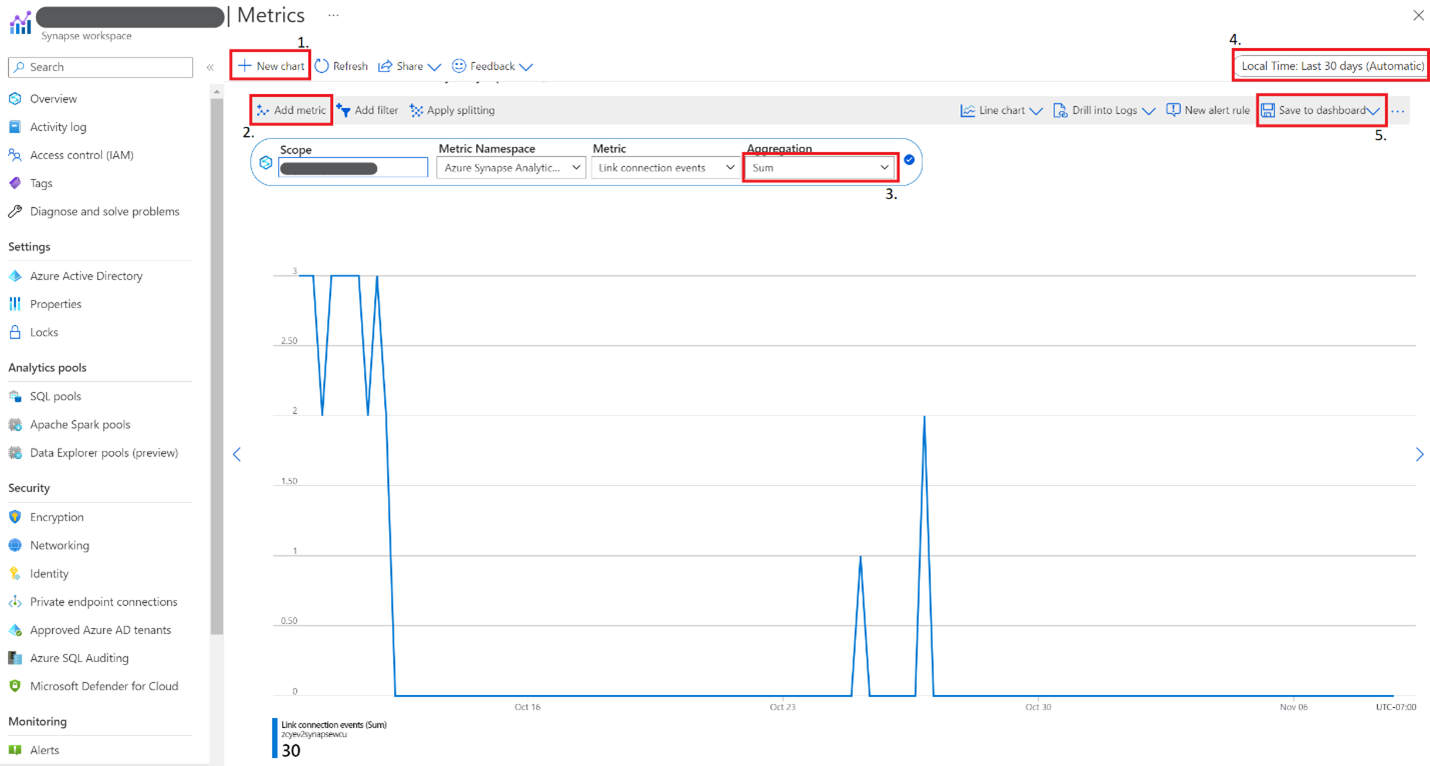 | Metrics ...
Synapse workspace
1.
4.
Search «
New chart Refresh Share Feedback
Local Time: Last 30 days (Automatic)
Overview
Activity log
Access control (IAM)
Tags
Diagnose and solve problems
Settings
Azure Active Directory
Properties
Locks
Analytics pools
SQL pools
Apache Spark pools
Data Explorer pools (preview)
Security
Encryption
Networking
Identity
Private endpoint connections
Approved Azure AD tenants
Azure SQL Auditing
Microsoft Defender for Cloud
Monitoring
Alerts
Add metric Add filter Apply splitting
Line chart Drill into Logs New alert rule Save to dashboard ...
2.
5.
Scope Metric Namespace Metric Aggregation
Azure Synapse Analytic... Link connection events Sum
3.
3
2.50
2
1.50
1
0.50
0
Oct 16 Oct 23 Oct 30 Nov 06 UTC-07:00
Link connection events (Sum)
zcyev2synapsewcu
30